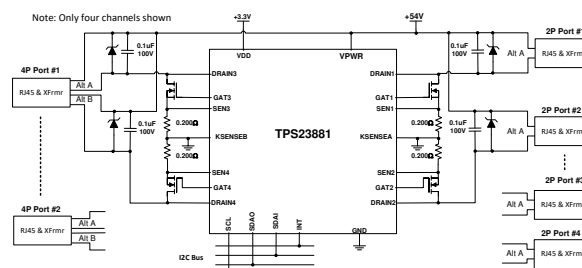 Note: Only four channels shown
+3.3V
+54V
VDD
VPWR
4P Port #1
RJ45 & XFrmr
Alt A
Alt B
0.1uF
100V
0.1uF
100V
DRAIN3
GAT3
SEN3
0.200Ω
KSENSEB
0.200Ω
SEN4
GAT4
DRAIN4
TPS23881
DRAIN1
GAT1
SEN1
0.200Ω
KSENSEA
0.200Ω
SEN2
GAT2
DRAIN2
0.1uF
100V
0.1uF
100V
2P Port #1
Alt A
RJ45 & XFrmr
2P Port #2
Alt A
RJ45 & XFrmr
2P Port #3
Alt A
RJ45 & XFrmr
2P Port #4
Alt A
RJ45 & XFrmr
4P Port #2
RJ45 & XFrmr
Alt A
Alt B
SCL
SDAO
SDAI
INT
GND
I2C Bus